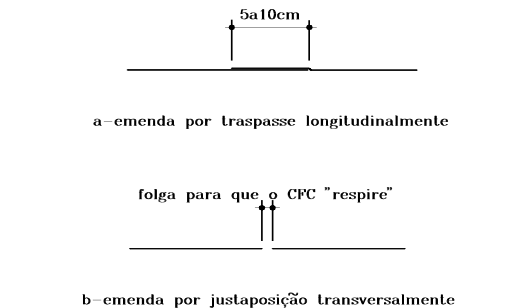 5a10cm
a-emenda por traspasse longitudinalmente
folga para que o CFC "respire"
b-emenda por justaposição transversalmente